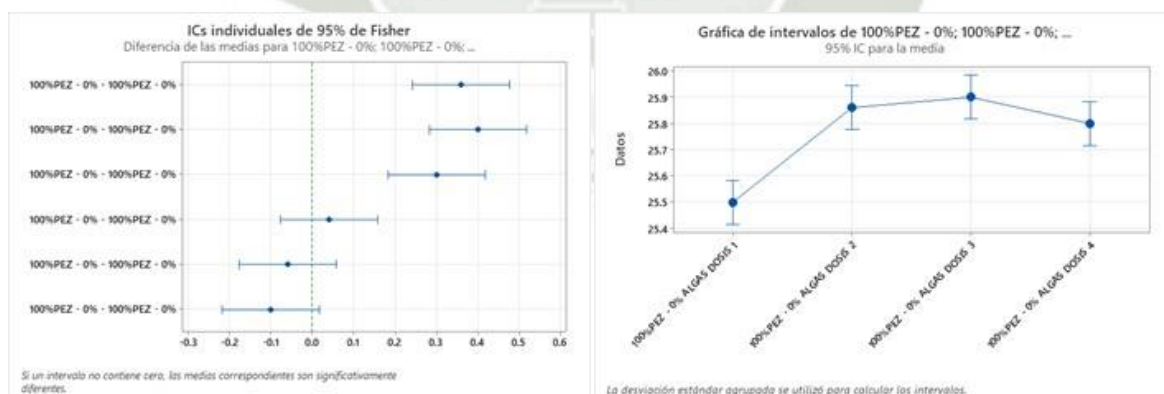 ICs individuales de 95% de Fisher
Diferencia de las medias para 100%PEZ - 0%; 100%PEZ - 0%; ...
100%PEZ - 0% - 100%PEZ - 0%
100%PEZ - 0% - 100%PEZ - 0%
100%PEZ - 0% - 100%PEZ - 0%
100%PEZ - 0% - 100%PEZ - 0%
100%PEZ - 0% - 100%PEZ - 0%
100%PEZ - 0% - 100%PEZ - 0%
-0.3 -0.2 -0.1 0.0 0.1 0.2 0.3 0.4 0.5 0.6
Si un intervalo no contiene cero, las medias correspondientes son significativamente
diferentes.
Gráfica de intervalos de 100%PEZ - 0%; 100%PEZ - 0%; ...
95% IC para la media
Datos
26.0
25.9
25.8
25.7
25.6
25.5
25.4
100%PEZ - 0% ALGAS DOSIS 1
100%PEZ - 0% ALGAS DOSIS 2
100%PEZ - 0% ALGAS DOSIS 3
100%PEZ - 0% ALGAS DOSIS 4
La desviación estándar agrupada se utilizó para calcular los intervalos.